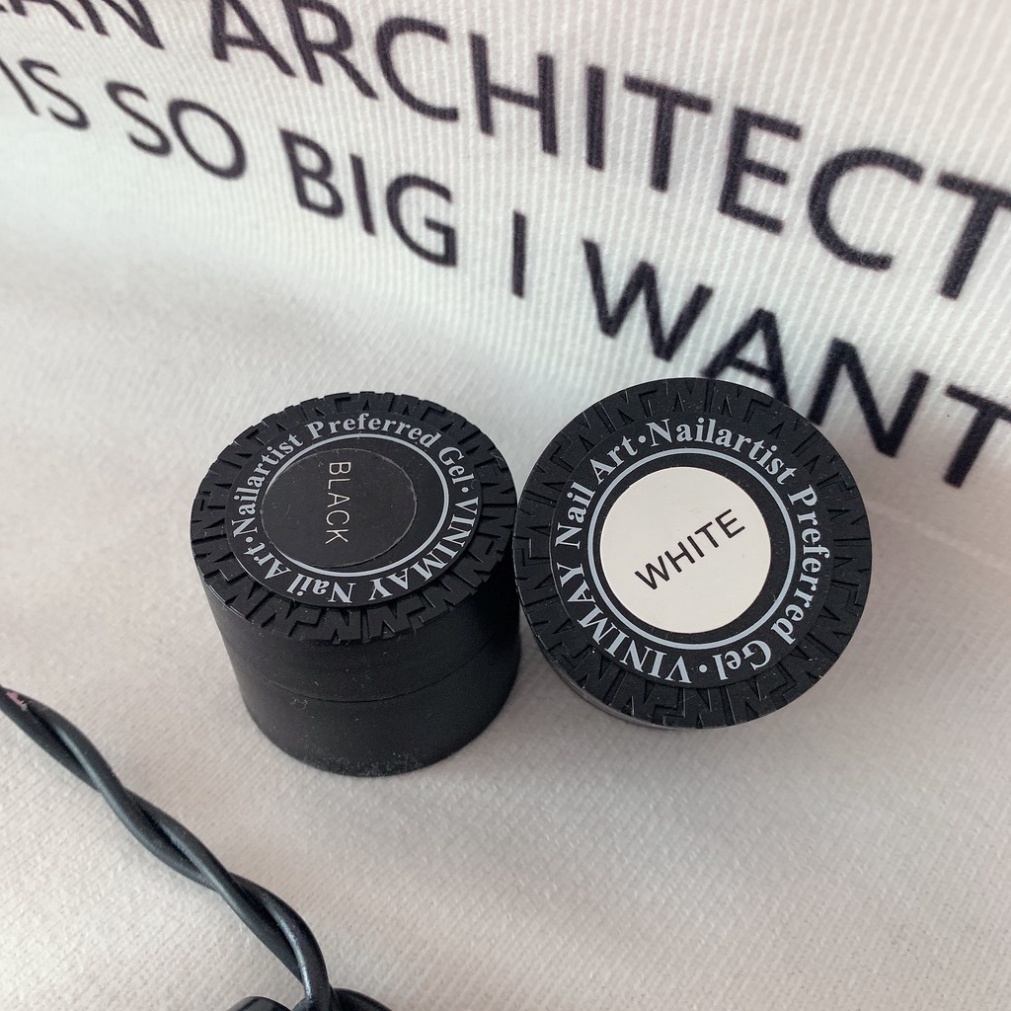 AN ARCHITECT
IS SO BIG I WANT
VINIMAY Nail Art·Nailartist Preferred Gel·
BLACK
VINIMAY Nail Art·Nailartist Preferred Gel·
WHITE